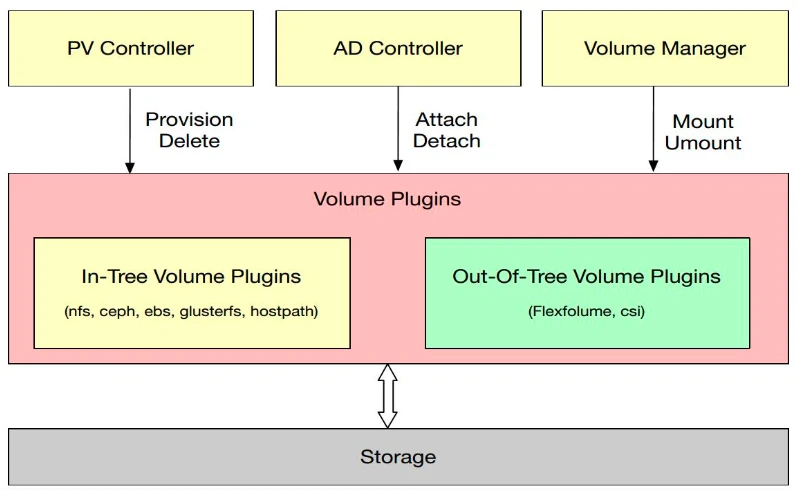 PV Controller
AD Controller
Volume Manager
Provision
Delete
Attach
Detach
Mount
Umount
Volume Plugins
In-Tree Volume Plugins
(nfs, ceph, ebs, glusterfs, hostpath)
Out-Of-Tree Volume Plugins
(Flexfolume, csi)
Storage